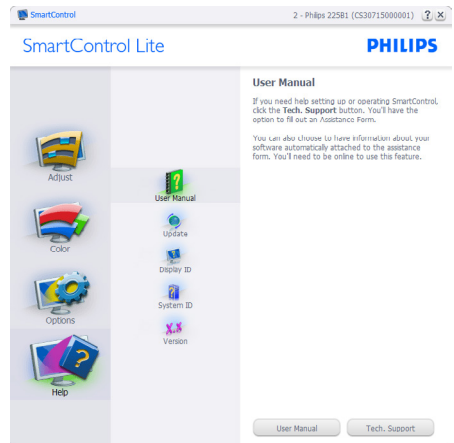 SmartControl
2 - Philips 225B1 (CS30715000001)
SmartControl Lite
PHILIPS
Adjust
Color
Options
Help
User Manual
Update
Display ID
System ID
X.X
Version
User Manual
If you need help setting up or operating SmartControl,
click the Tech. Support button. You'll have the
option to fill out an Assistance Form.
You can also choose to have information about your
software automatically attached to the assistance
form. You'll need to be online to use this feature.
User Manual
Tech. Support